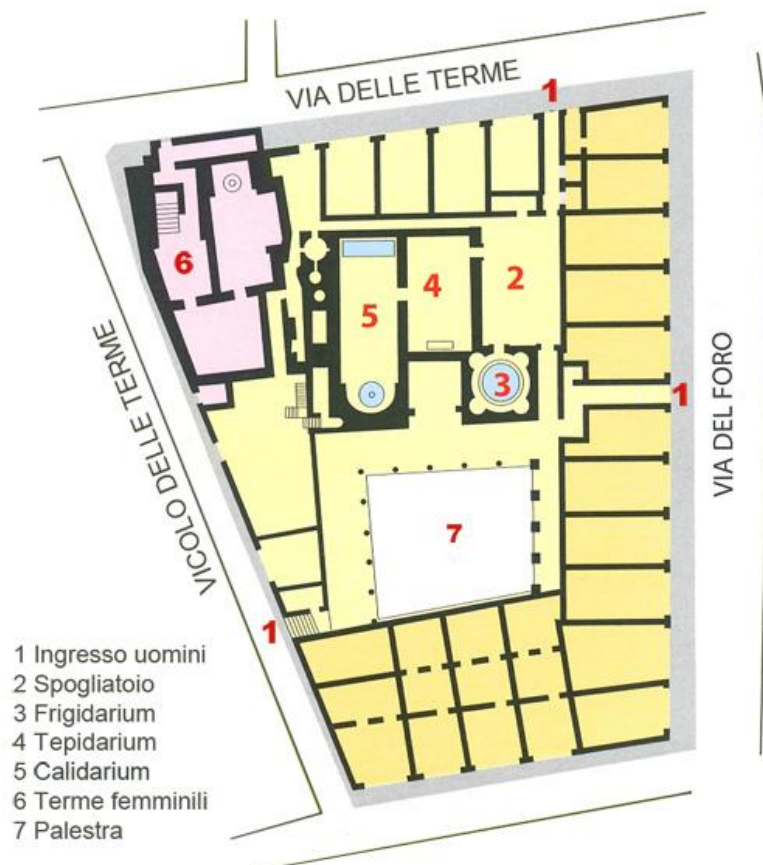 VIA DELLE TERME
1
6
5
4
2
3
1
VIA DEL FORO
VICOLO DELLE TERME
7
1
1 Ingresso uomini
2 Spogliatoio
3 Frigidarium
4 Tepidarium
5 Calidarium
6 Terme femminili
7 Palestra